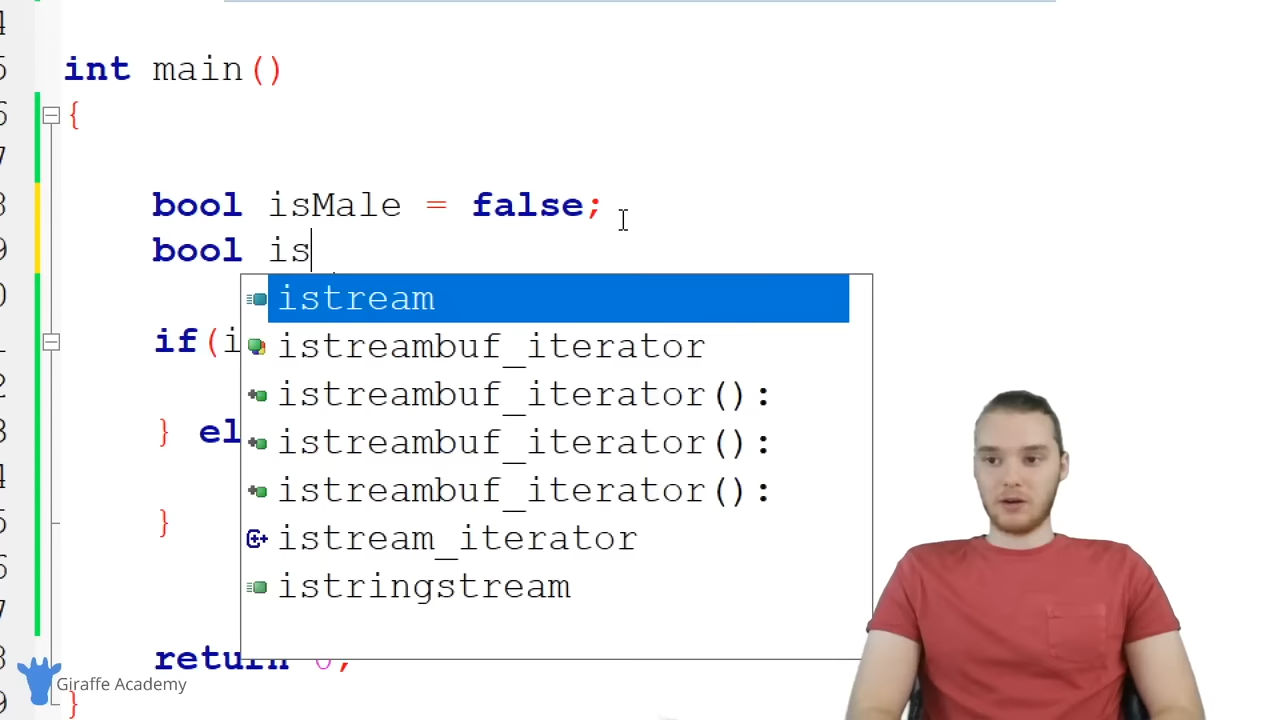 int main()
{
bool isMale = false;
bool is
istream
if(i
istreambuf_iterator
istreambuf_iterator():
} el
istreambuf_iterator():
istreambuf_iterator():
}
istream_iterator
istringstream
return 0;
Giraffe Academy
}